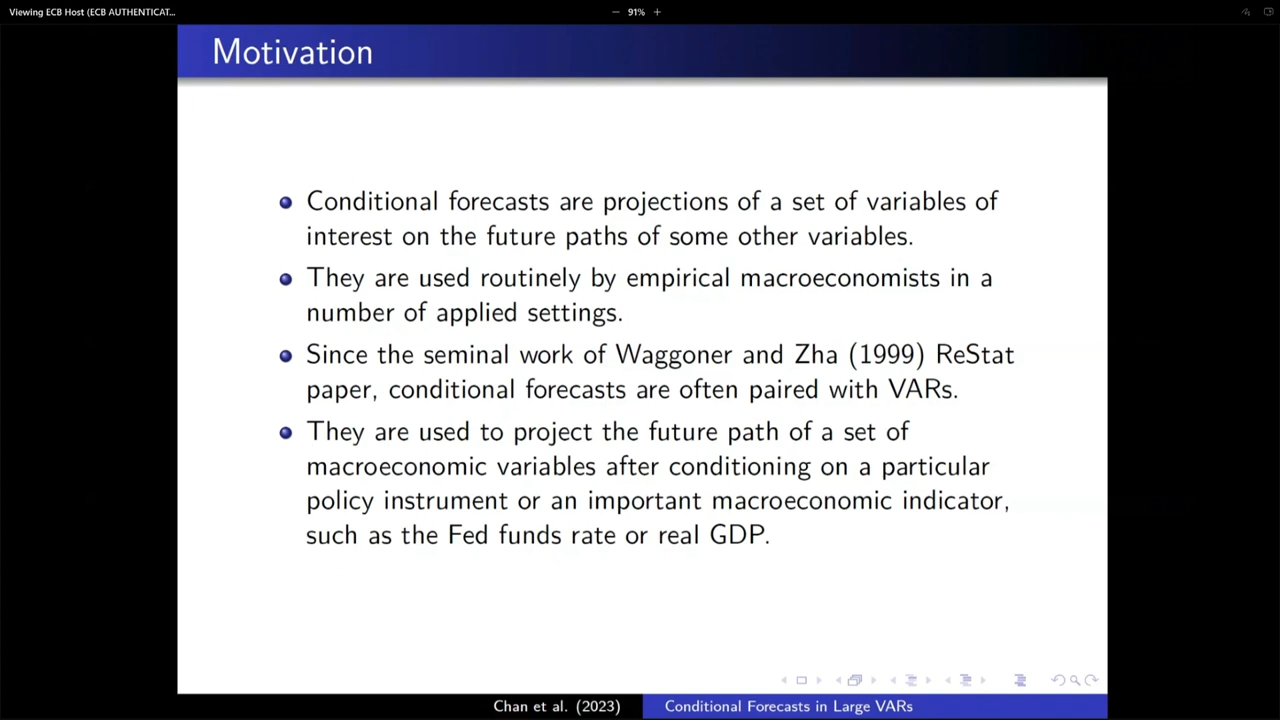 Viewing ECB Host (ECB AUTHENTICAT...
− 91% +
Motivation
Conditional forecasts are projections of a set of variables of
interest on the future paths of some other variables.
They are used routinely by empirical macroeconomists in a
number of applied settings.
Since the seminal work of Waggoner and Zha (1999) ReStat
paper, conditional forecasts are often paired with VARs.
They are used to project the future path of a set of
macroeconomic variables after conditioning on a particular
policy instrument or an important macroeconomic indicator,
such as the Fed funds rate or real GDP.
Chan et al. (2023)
Conditional Forecasts in Large VARs